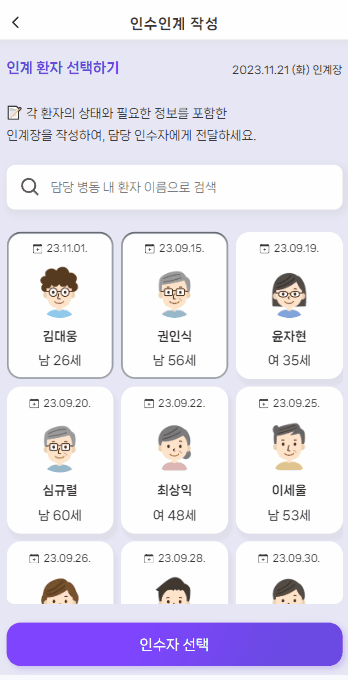 인수인계 작성
인계 환자 선택하기
2023.11.21 (화) 인계장
각 환자의 상태와 필요한 정보를 포함한
인계장을 작성하여, 담당 인수자에게 전달하세요.
담당 병동 내 환자 이름으로 검색
23.11.01. 23.09.15. 23.09.19.
김대웅 권인식 윤자현
남 26세 남 56세 여 35세
23.09.20. 23.09.22. 23.09.25.
심규렬 최상익 이세울
남 60세 여 48세 남 53세
23.09.26. 23.09.28. 23.09.30.
인수자 선택